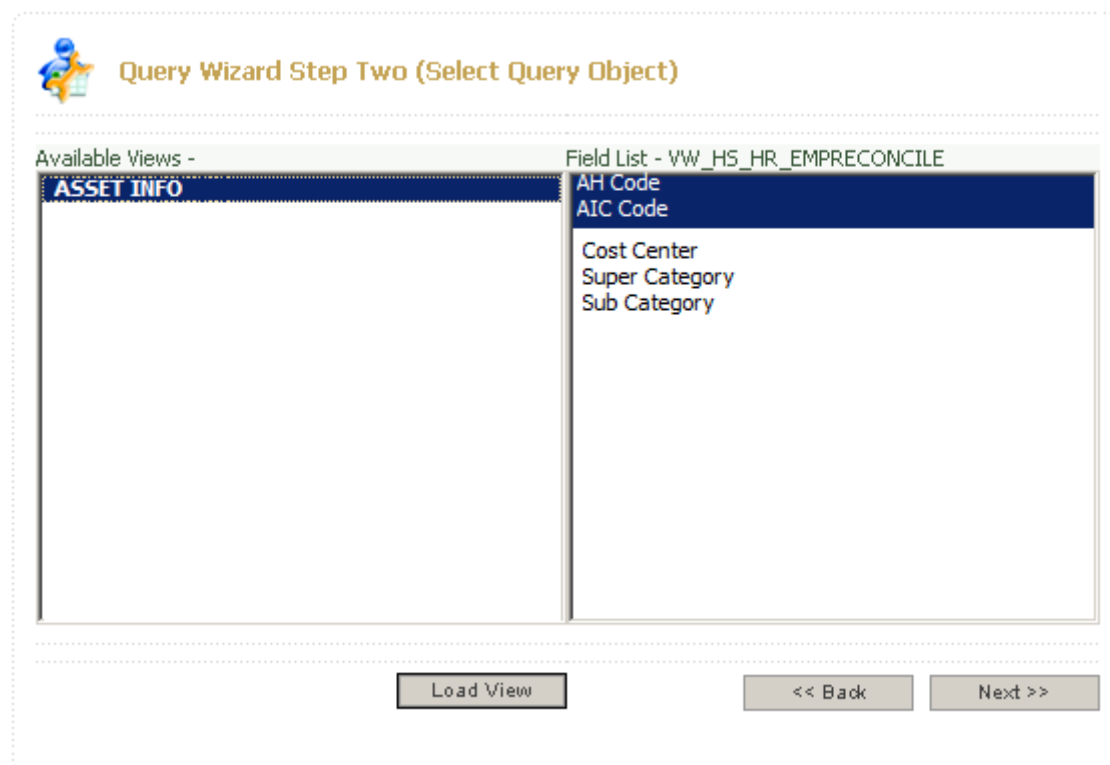 Query Wizard Step Two (Select Query Object)
Available Views -
Field List - VW_HS_HR_EMPRECONCILE
ASSET INFO
AH Code
AIC Code
Cost Center
Super Category
Sub Category
Load View
<< Back
Next >>